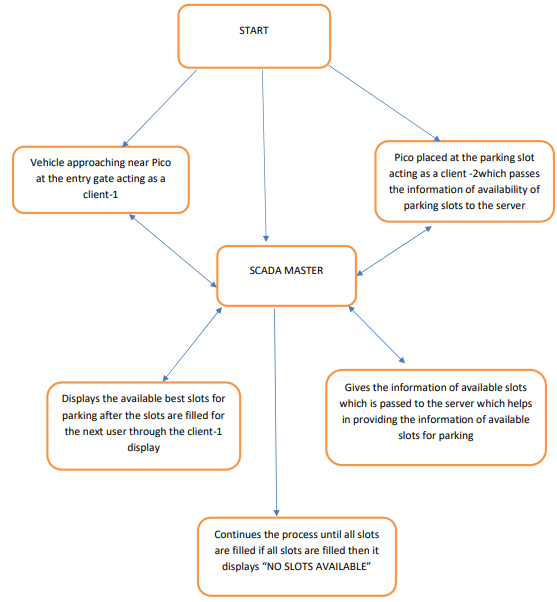 START
Vehicle approaching near Pico
at the entry gate acting as a
client-1
Pico placed at the parking slot
acting as a client -2which passes
the information of availability of
parking slots to the server
SCADA MASTER
Displays the available best slots for
parking after the slots are filled for
the next user through the client-1
display
Gives the information of available slots
which is passed to the server which helps
in providing the information of available
slots for parking
Continues the process until all slots
are filled if all slots are filled then it
displays “NO SLOTS AVAILABLE”